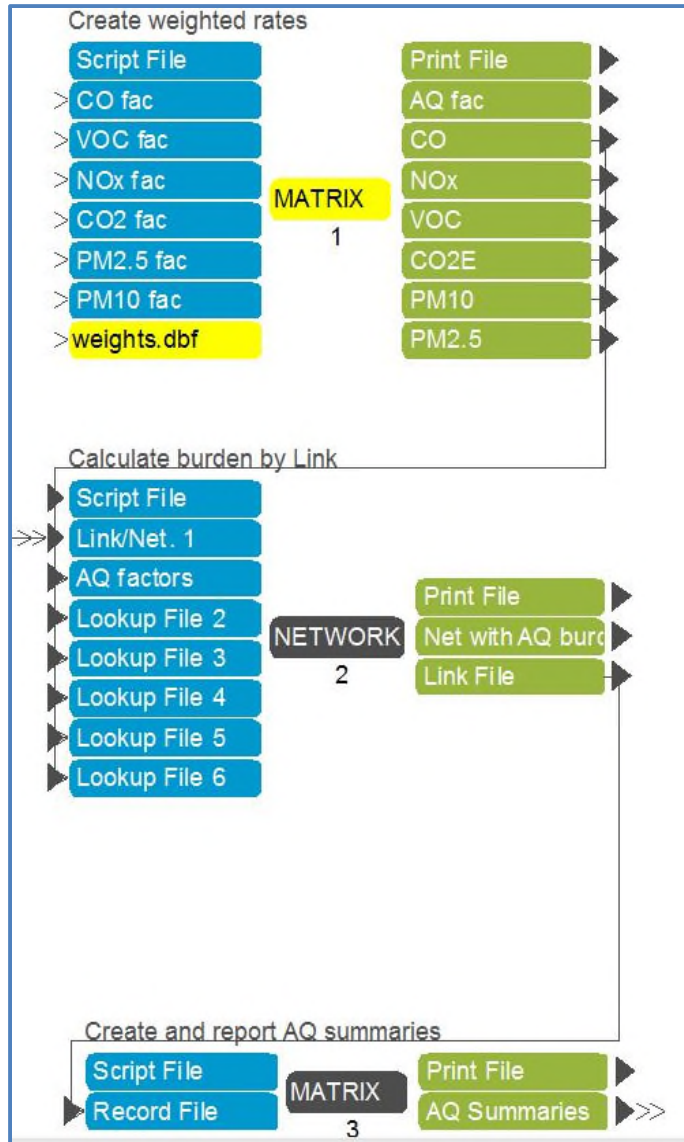 Create weighted rates
Script File
CO fac
VOC fac
NOx fac
CO2 fac
PM2.5 fac
PM10 fac
weights.dbf
MATRIX
1
Print File
AQ fac
CO
NOx
VOC
CO2E
PM10
PM2.5
Calculate burden by Link
Script File
Link/Net. 1
AQ factors
Lookup File 2
Lookup File 3
Lookup File 4
Lookup File 5
Lookup File 6
NETWORK
2
Print File
Net with AQ burd
Link File
Create and report AQ summaries
Script File
Record File
MATRIX
3
Print File
AQ Summaries